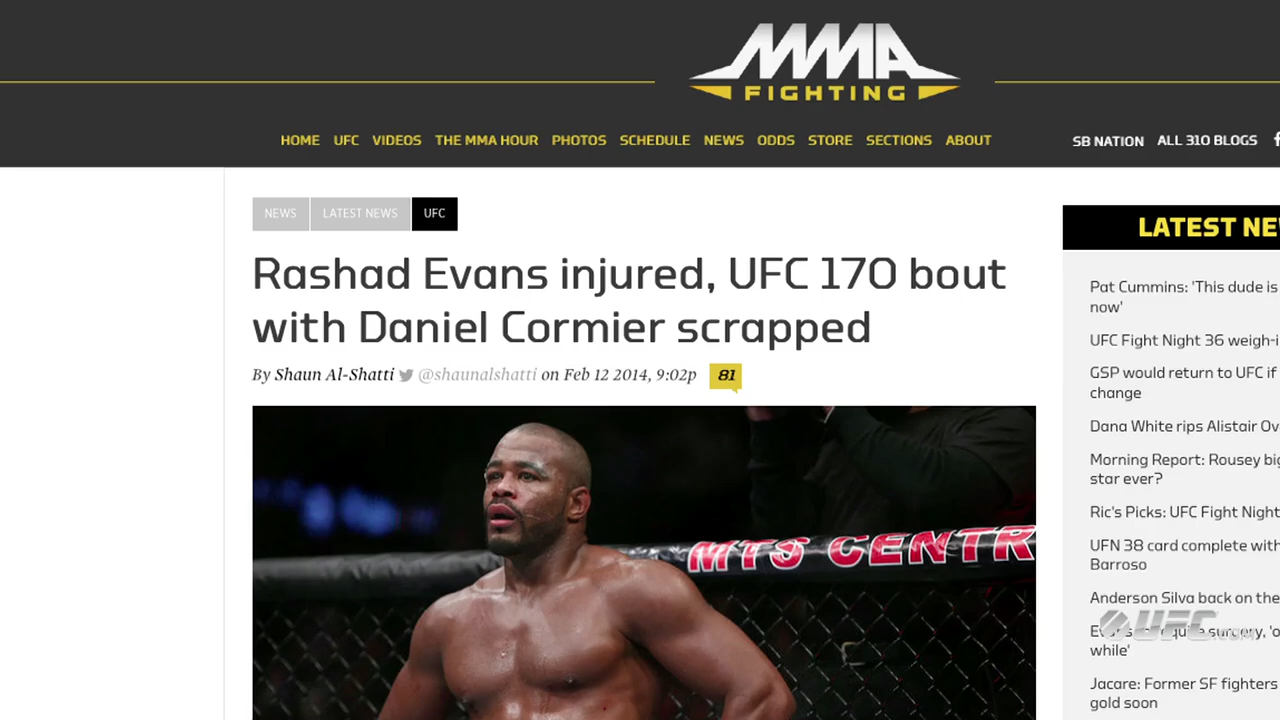 MMA
FIGHTING
HOME UFC VIDEOS THE MMA HOUR PHOTOS SCHEDULE NEWS ODDS STORE SECTIONS ABOUT SB NATION ALL 310 BLOGS
NEWS LATEST NEWS UFC
Rashad Evans injured, UFC 170 bout
with Daniel Cormier scrapped
By Shaun Al-Shatti @shaunalshatti on Feb 12 2014, 9:02p 81
MTS CENTR
LATEST
Pat Cummins: 'This dude is
now'
UFC Fight Night 36
GSP would return to UFC if
change
Dana White rips Alistair
Morning Report: Rousey
star ever?
Ric's Picks: UFC Fight Night
UFN 38 card complete with
Barroso
Anderson Silva back on the
surgery,
while'
UFC.COM
Jacare: Former SF fighters
gold soon